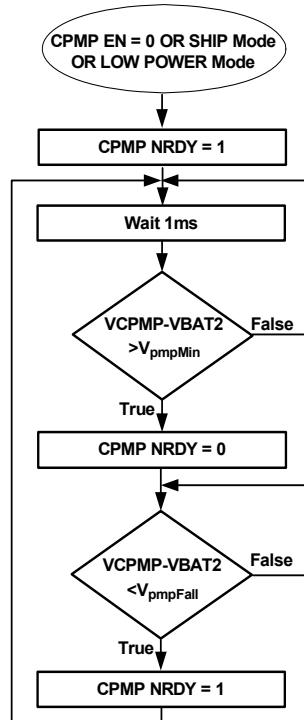 CPMP EN = 0 OR SHIP Mode
OR LOW POWER Mode
CPMP NRDY = 1
Wait 1ms
VCPMP-VBAT2
>VpmpMin
False
True
CPMP NRDY = 0
VCPMP-VBAT2
<VpmpFall
False
True
CPMP NRDY = 1